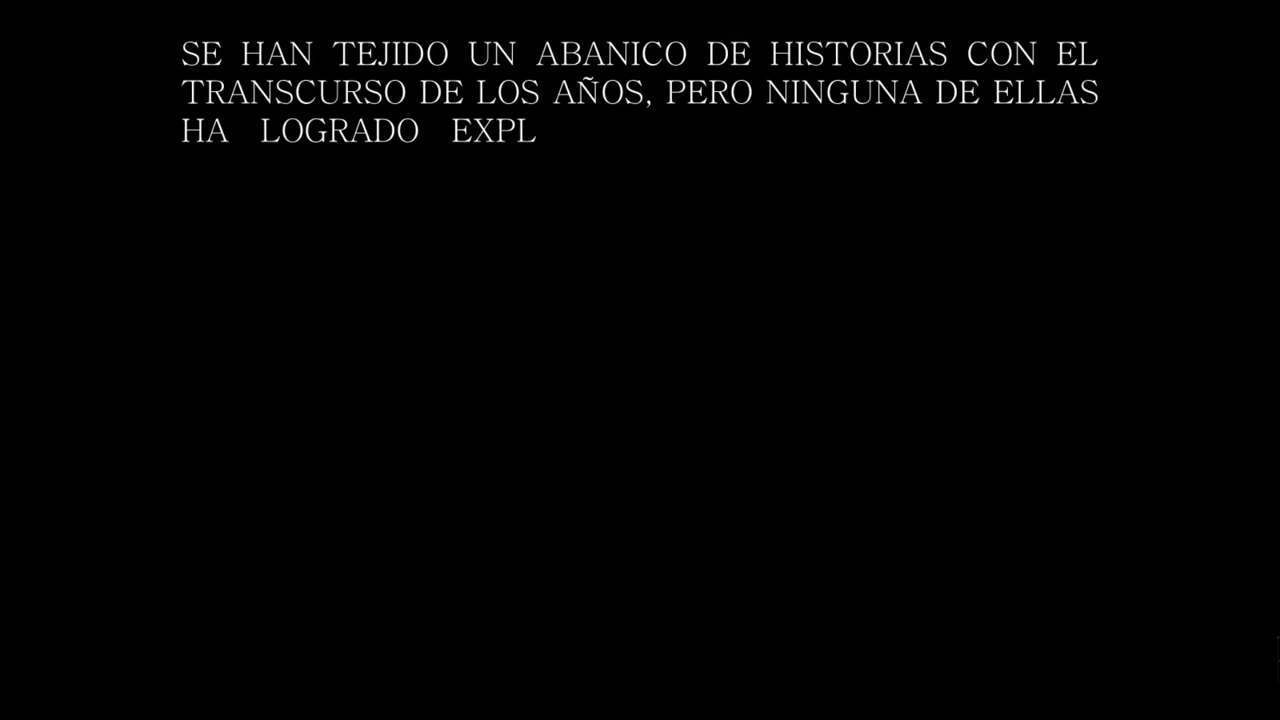 SE HAN TEJIDO UN ABANICO DE HISTORIAS CON EL
TRANSCURSO DE LOS AÑOS, PERO NINGUNA DE ELLAS
HA LOGRADO EXPL